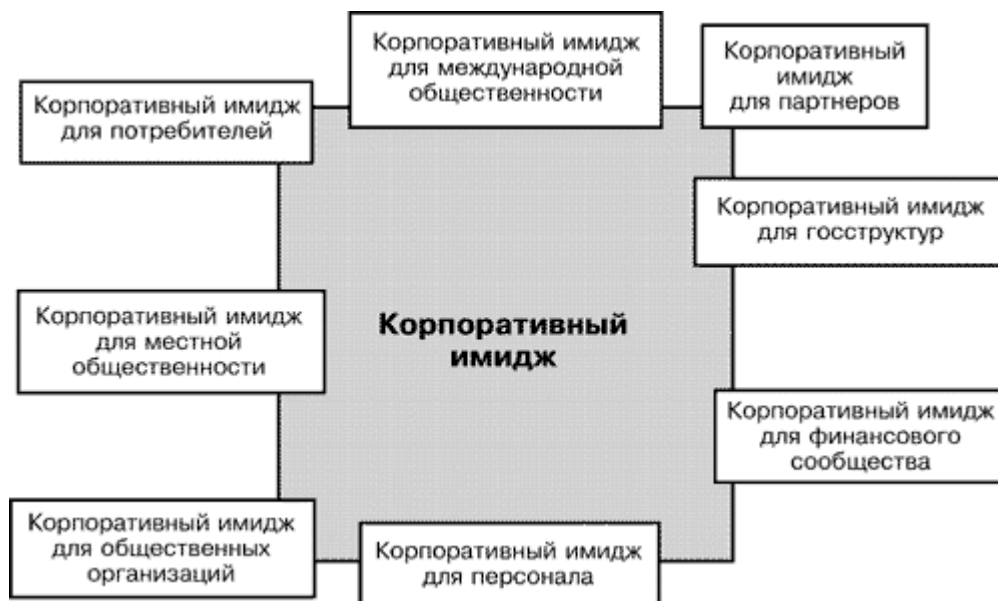 Корпоративный имидж
для международной
общественности
Корпоративный
имидж
для партнеров
Корпоративный имидж
для потребителей
Корпоративный имидж
для госструктур
Корпоративный имидж
для местной
общественности
Корпоративный
имидж
Корпоративный имидж
для финансового
сообщества
Корпоративный имидж
для общественных
организаций
Корпоративный имидж
для персонала